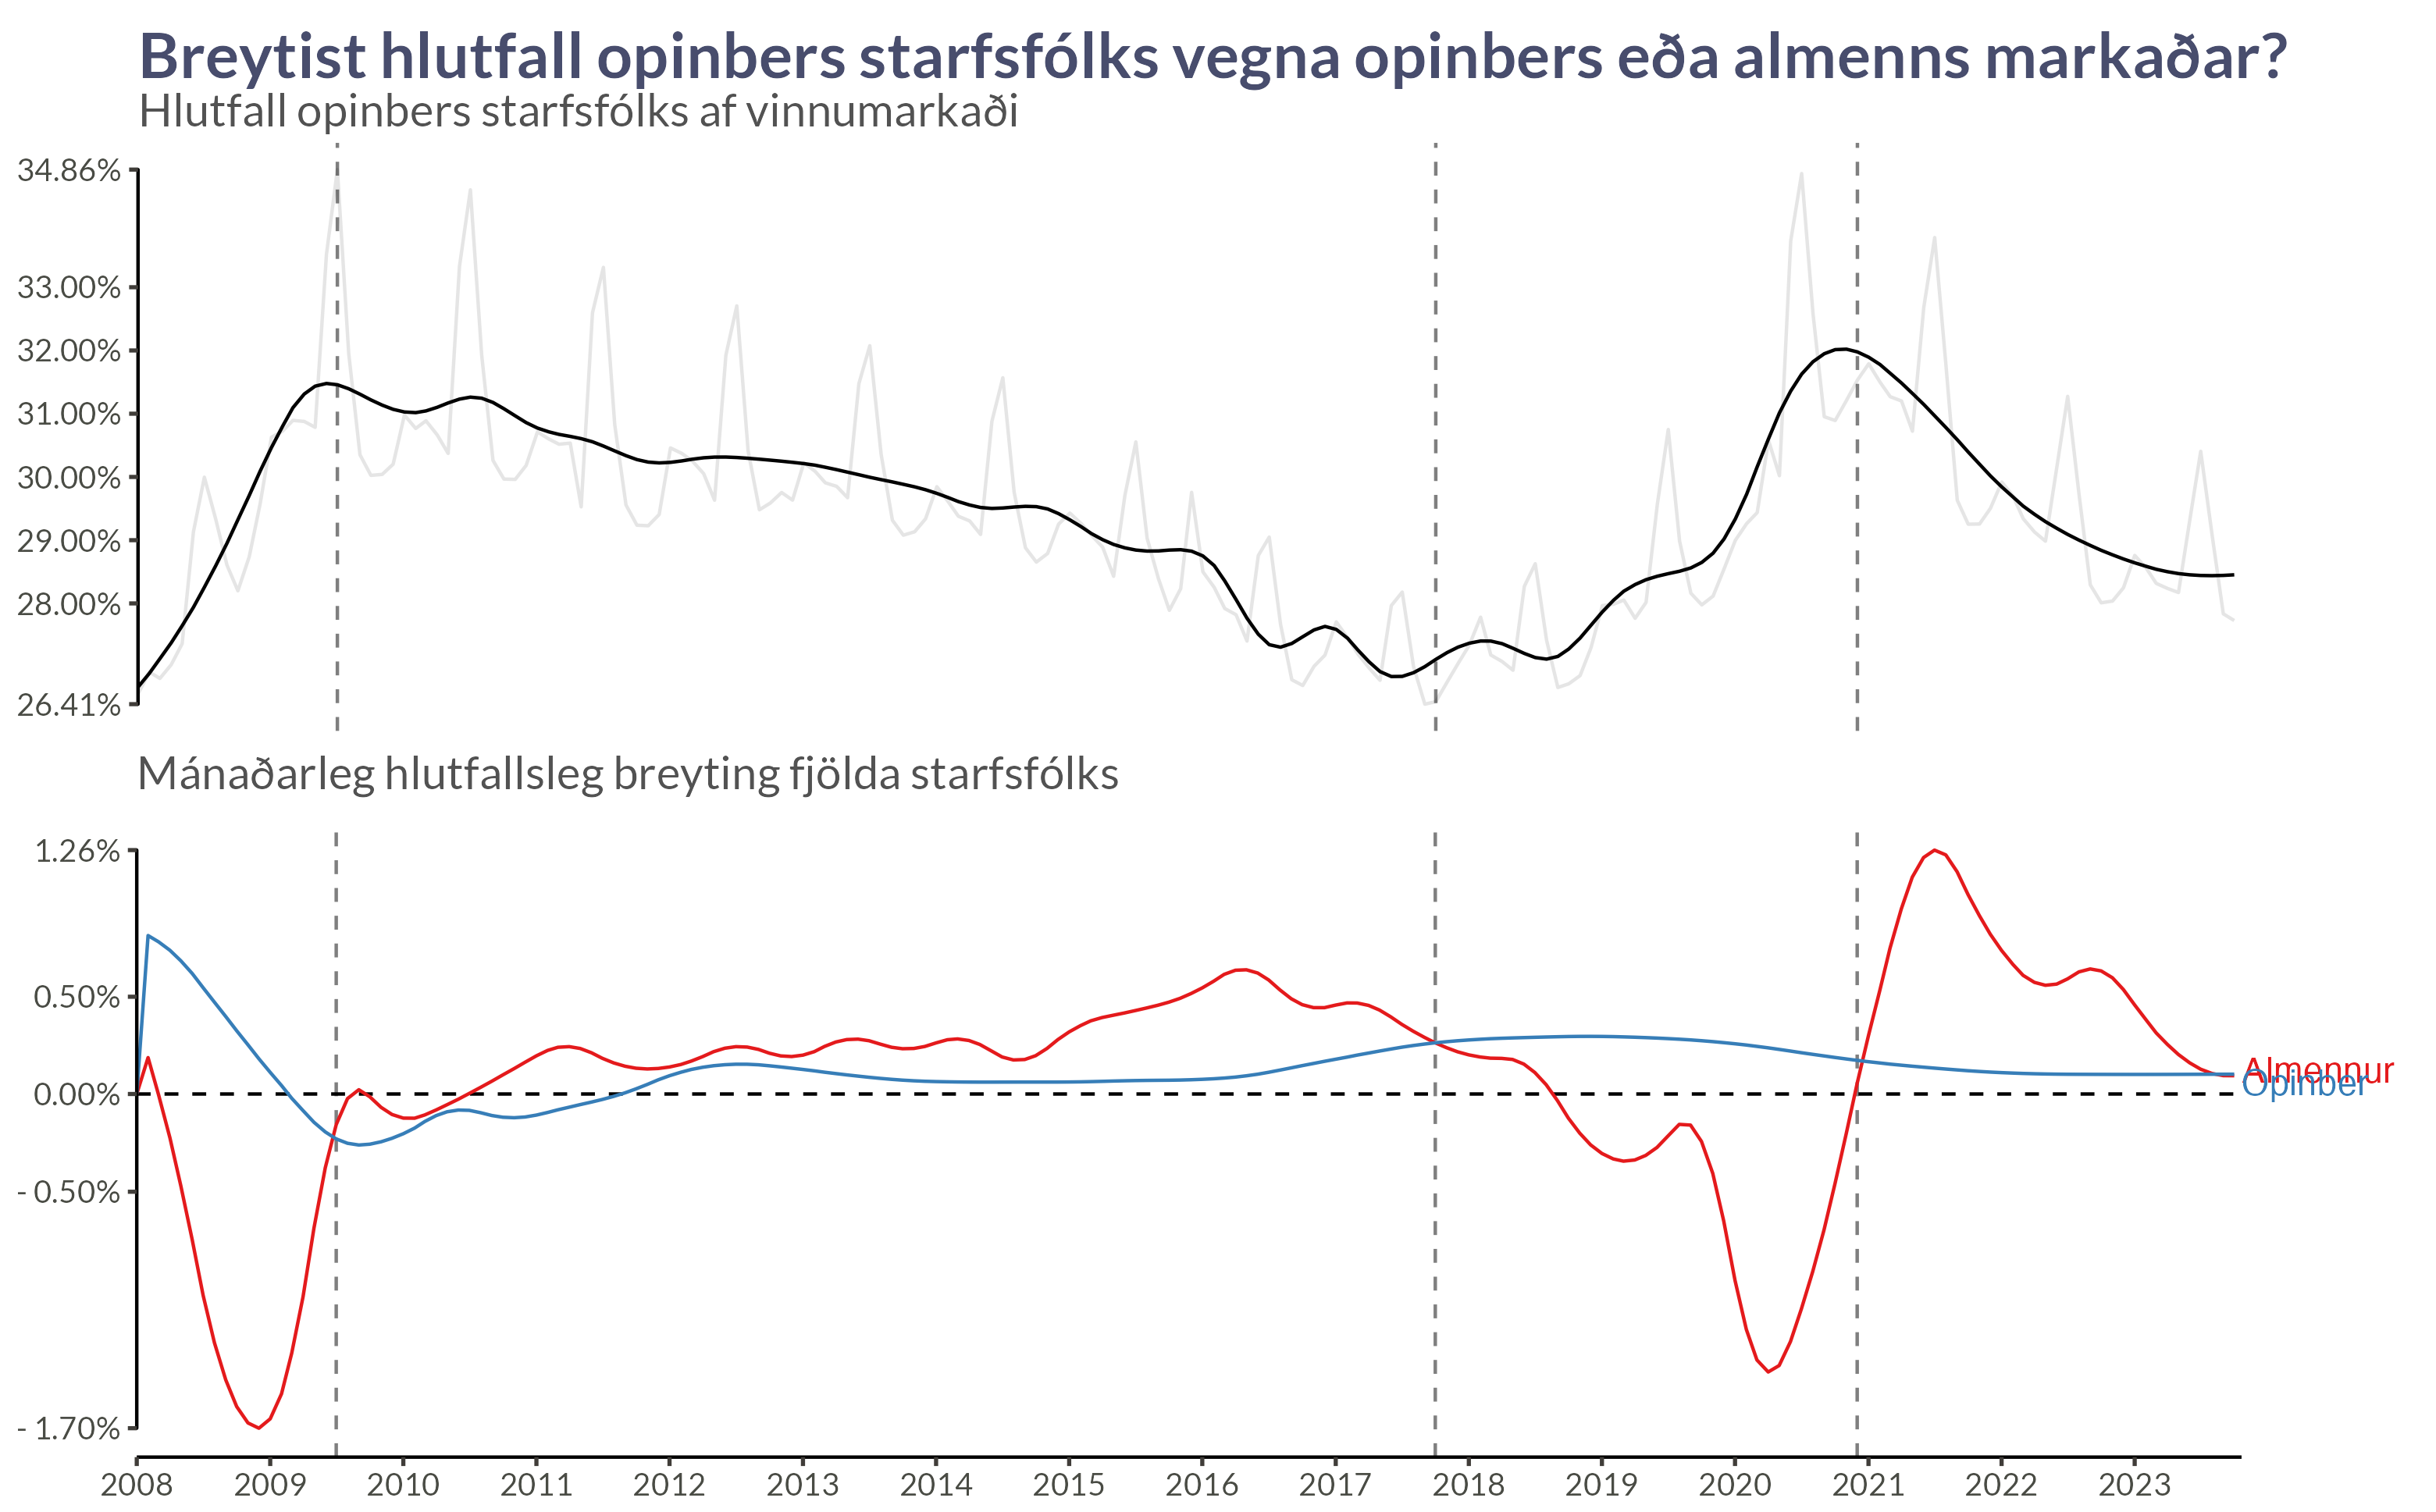 Breytist hlutfall opinbers starfsfólks vegna opinbers eða almenns markaðar?
Hlutfall opinbers starfsfólks af vinnumarkaði
34.86%
33.00%
32.00%
31.00%
30.00%
29.00%
28.00%
26.41%
Mánaðarleg hlutfallsleg breyting fjölda starfsfólks
1.26%
0.50%
0.00%
- 0.50%
- 1.70%
Almennur
Opinber
2008 2009 2010 2011 2012 2013 2014 2015 2016 2017 2018 2019 2020 2021 2022 2023